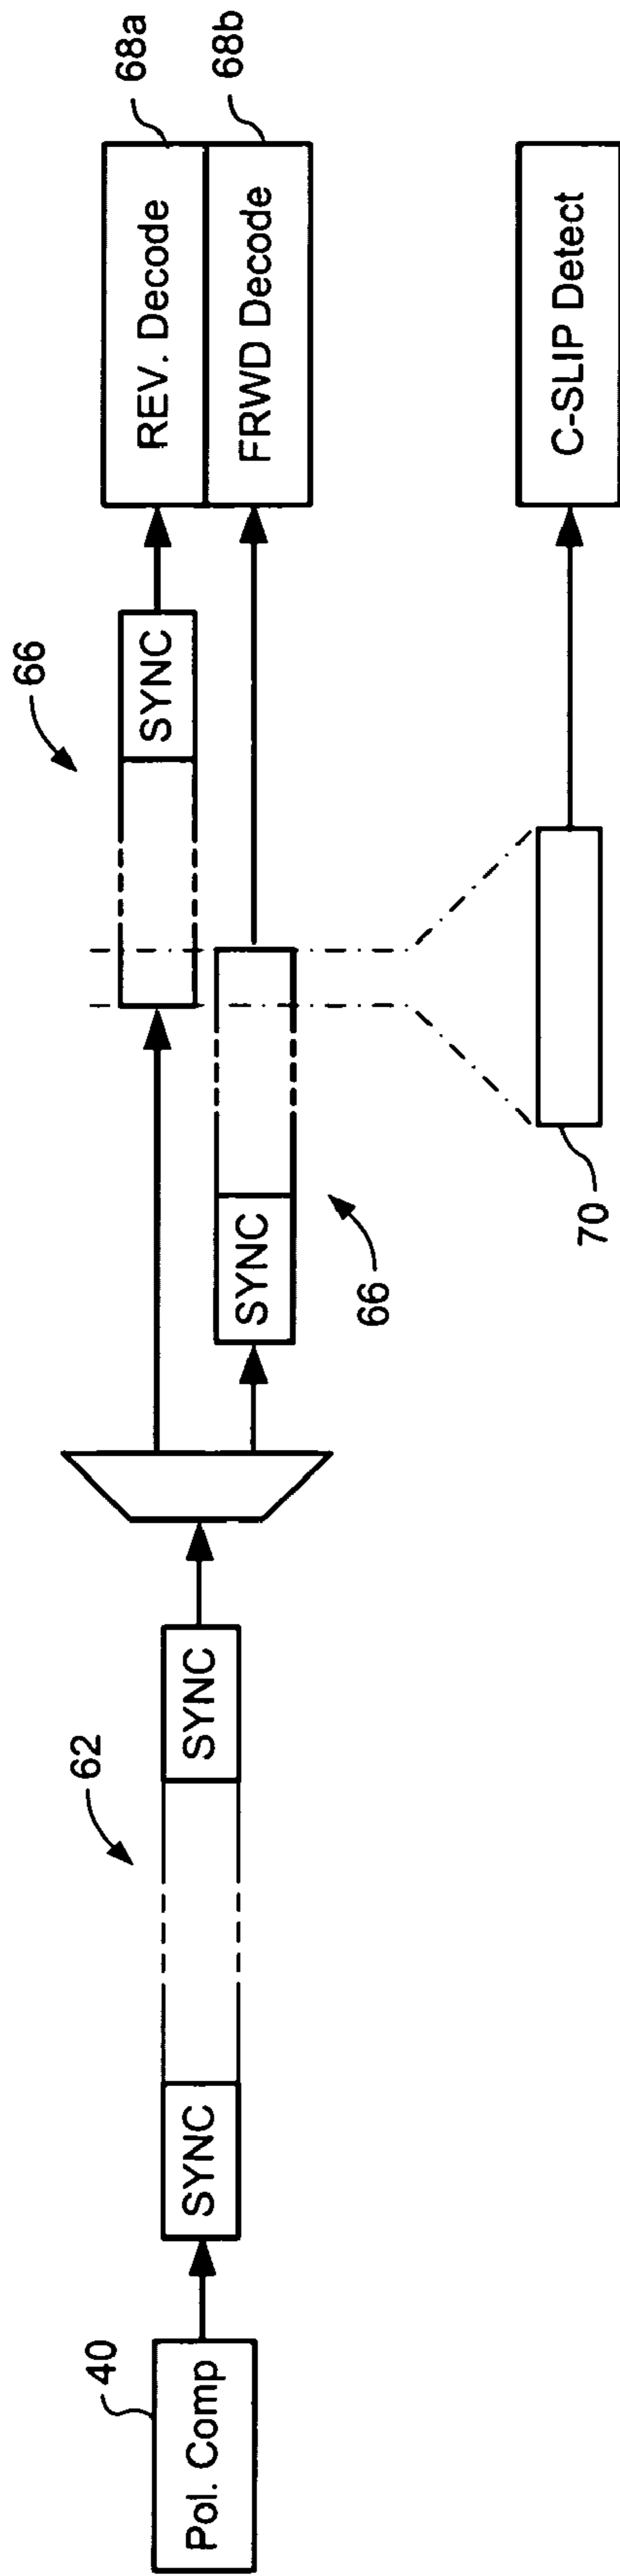 40
Pol. Comp
62
SYNC
SYNC
66
SYNC
SYNC
66
68a
REV. Decode
68b
FRWD Decode
70
C-SLIP Detect